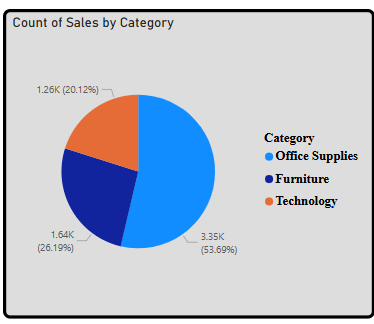 Count of Sales by Category
1.26K (20.12%)
Category
Office Supplies
Furniture
Technology
1.64K
(26.19%)
3.35K
(53.69%)